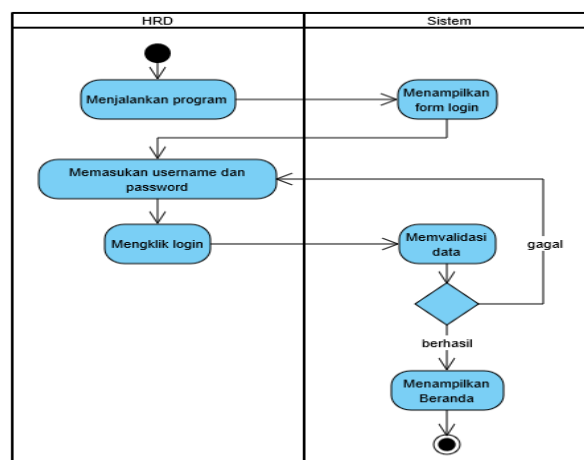 HRD
Sistem
Menjalankan program
Menampilkan
form login
Memasukan username dan
password
Mengklik login
Memvalidasi
data
gagal
berhasil
Menampilkan
Beranda